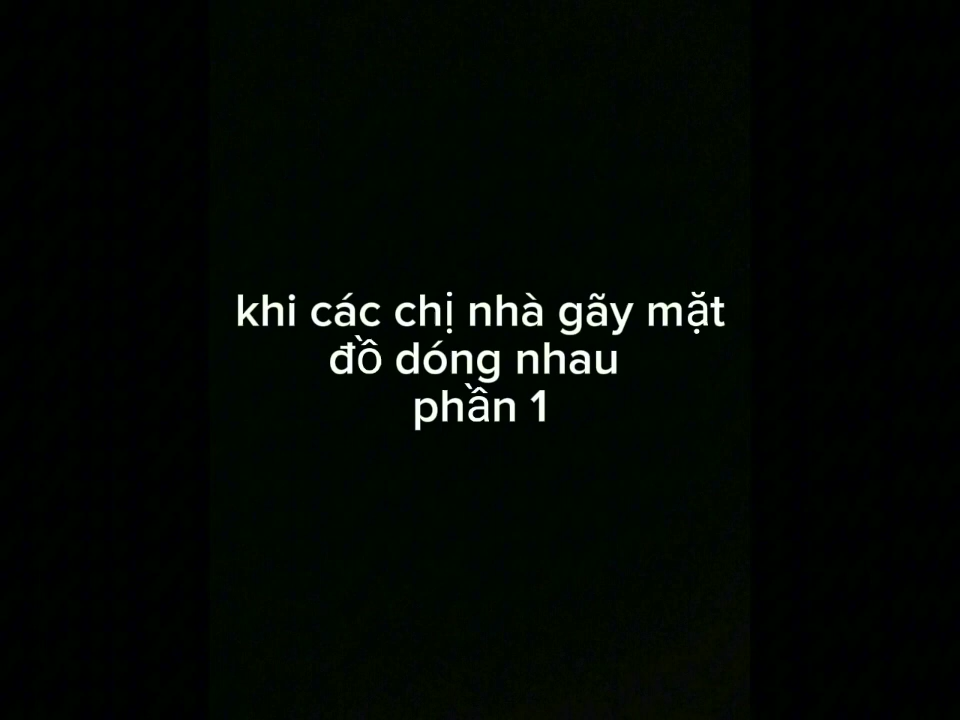 khi các chị nhà gãy mặt
đồ dóng nhau
phần 1